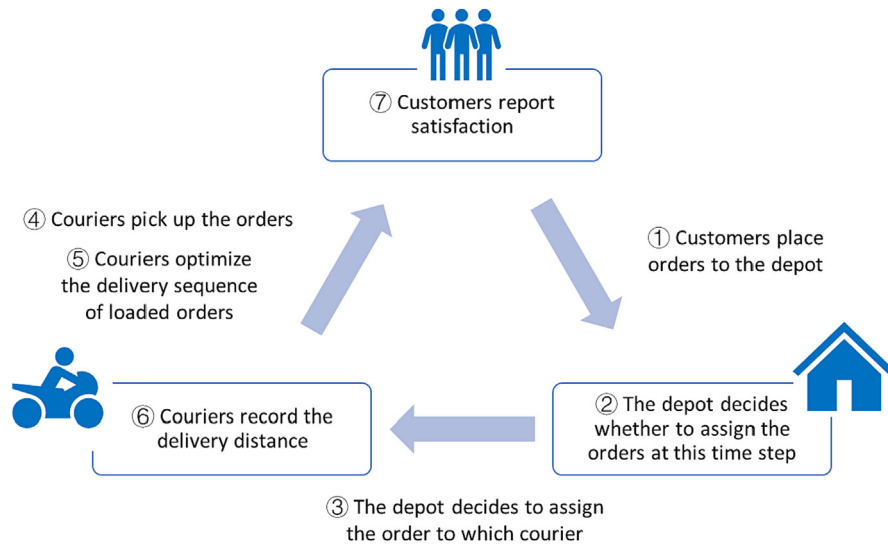 ⑦ Customers report
satisfaction
④ Couriers pick up the orders
⑤ Couriers optimize
the delivery sequence
of loaded orders
① Customers place
orders to the depot
⑥ Couriers record the
delivery distance
② The depot decides
whether to assign the
orders at this time step
③ The depot decides to assign
the order to which courier